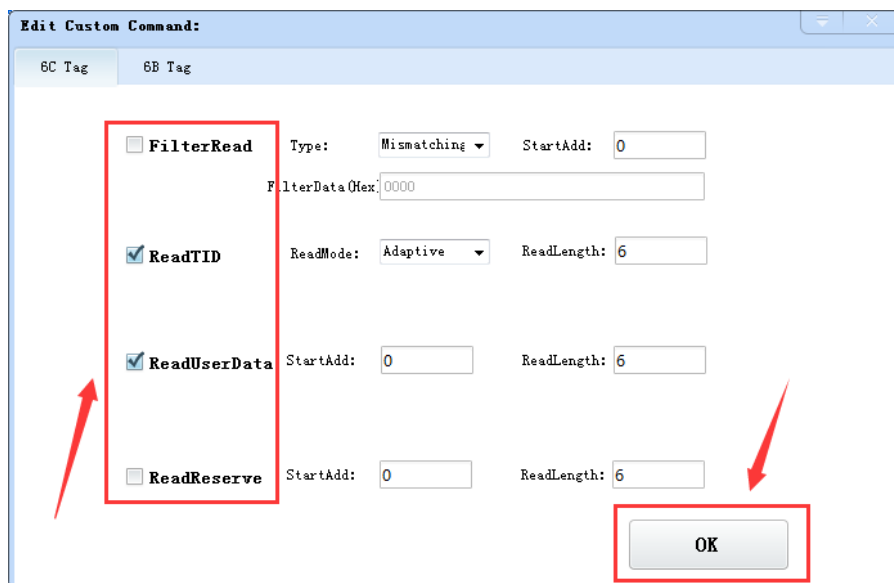 Edit Custom Command:
6C Tag 6B Tag
FilterRead Type: Mismatching StartAdd: 0
FilterData(Hex) 0000
ReadTID ReadMode: Adaptive ReadLength: 6
ReadUserData StartAdd: 0 ReadLength: 6
ReadReserve StartAdd: 0 ReadLength: 6
OK